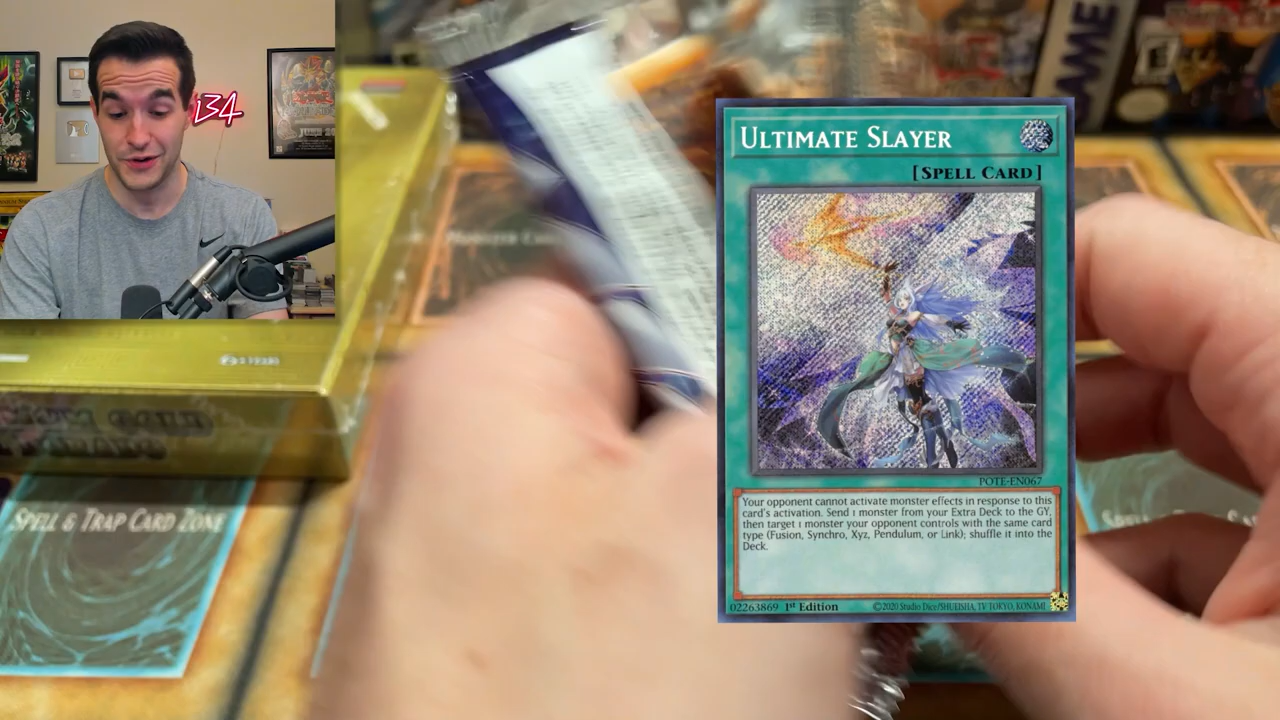 134
JUNE
GAME
ULTIMATE SLAYER
[SPELL CARD]
POTE-EN067
Your opponent cannot activate monster effects in response to this
card's activation. Send 1 monster from your Extra Deck to the GY,
then target 1 monster your opponent controls with the same card
type (Fusion, Synchro, Xyz, Pendulum, or Link); shuffle it into the
Deck.
02263869 1st Edition ©2020 Studio Dice/SHUEISHA, TV TOKYO, KONAMI
SPELL & TRAP CARD ZONE